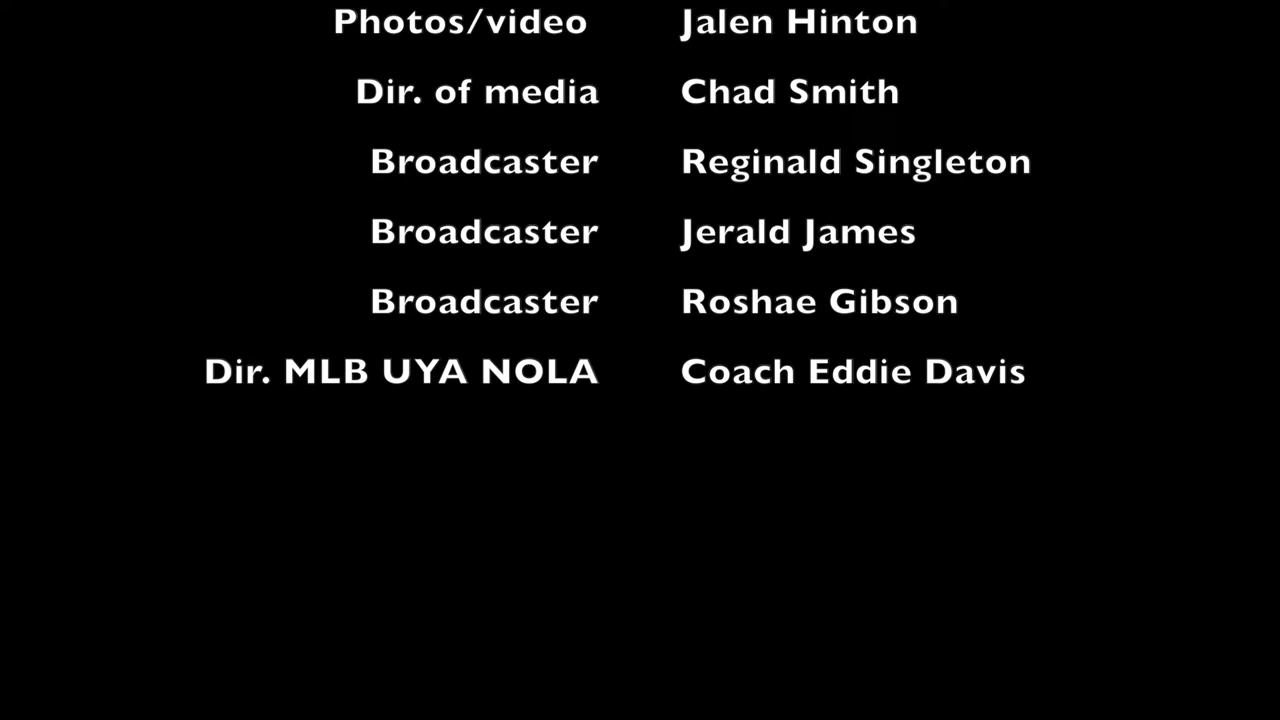 Photos/video Jalen Hinton
Dir. of media Chad Smith
Broadcaster Reginald Singleton
Broadcaster Jerald James
Broadcaster Roshae Gibson
Dir. MLB UYA NOLA Coach Eddie Davis